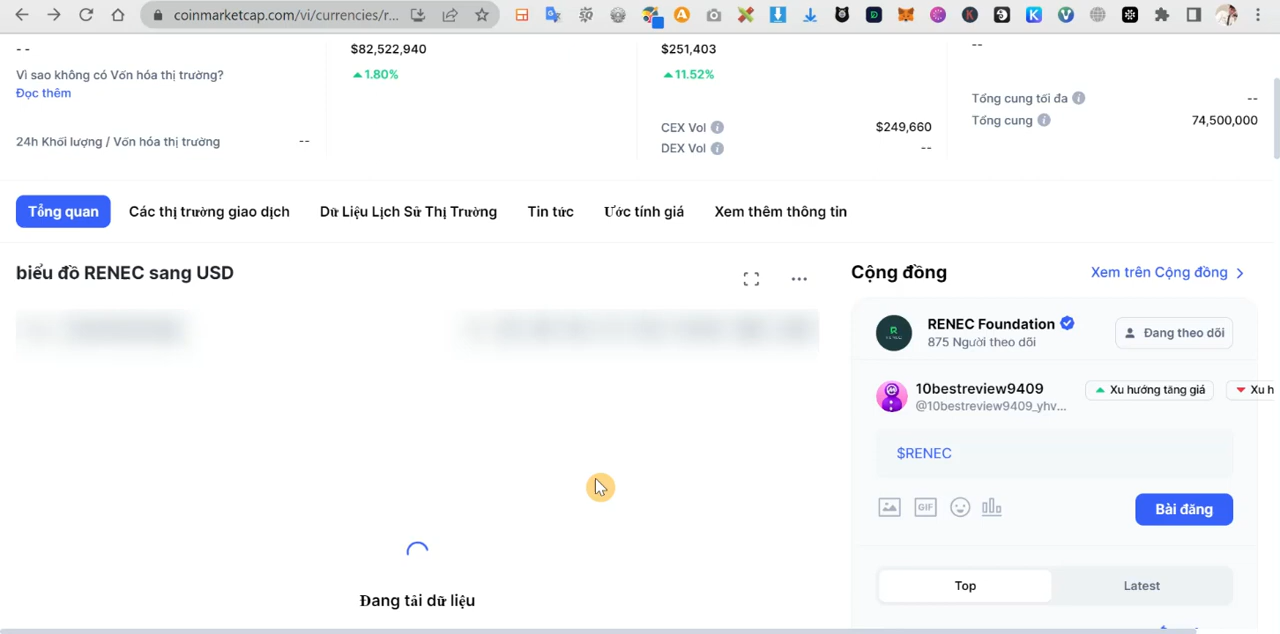 coinmarketcap.com/vi/currencies/r...
- -
Vì sao không có Vốn hóa thị trường?
Đọc thêm
24h Khối lượng / Vốn hóa thị trường --
$82,522,940
1.80%
$251,403
11.52%
CEX Vol $249,660
DEX Vol --
--
Tổng cung tối đa --
Tổng cung 74,500,000
Tổng quan Các thị trường giao dịch Dữ Liệu Lịch Sử Thị Trường Tin tức Ước tính giá Xem thêm thông tin
biểu đồ RENEC sang USD
Đang tải dữ liệu
Cộng đồng Xem trên Cộng đồng
RENEC Foundation
875 Người theo dõi
Đang theo dõi
10bestreview9409
@10bestreview9409_yhv...
Xu hướng tăng giá Xu h
$RENEC
GIF
Bài đăng
Top Latest